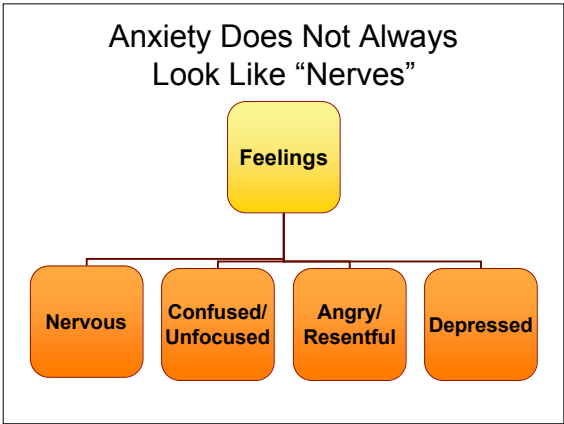 Anxiety Does Not Always
Look Like “Nerves”
Feelings
Nervous
Confused/
Unfocused
Angry/
Resentful
Depressed